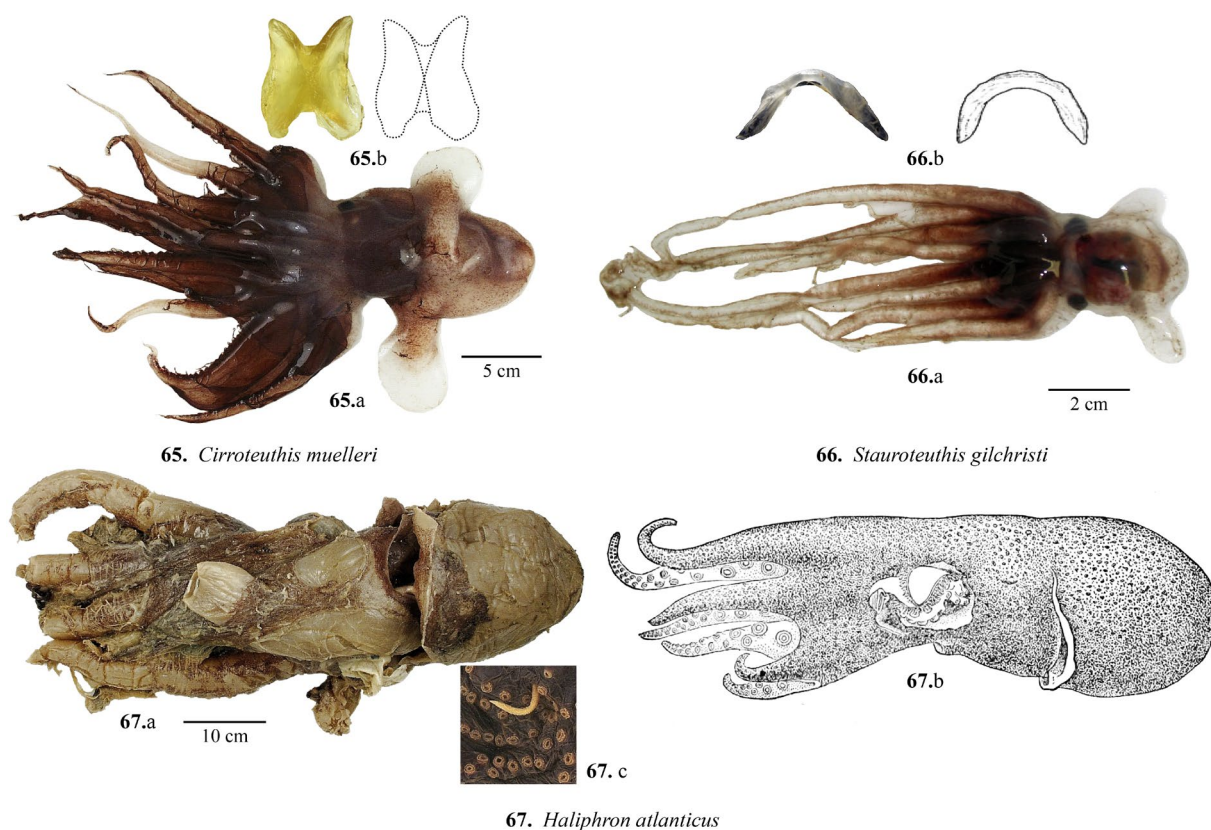 65.b
66.b
5 cm
65.a
66.a
2 cm
65. Cirroteuthis muelleri
66. Stauroteuthis gilchristi
67.a
10 cm
67.b
67. c
67. Haliphron atlanticus